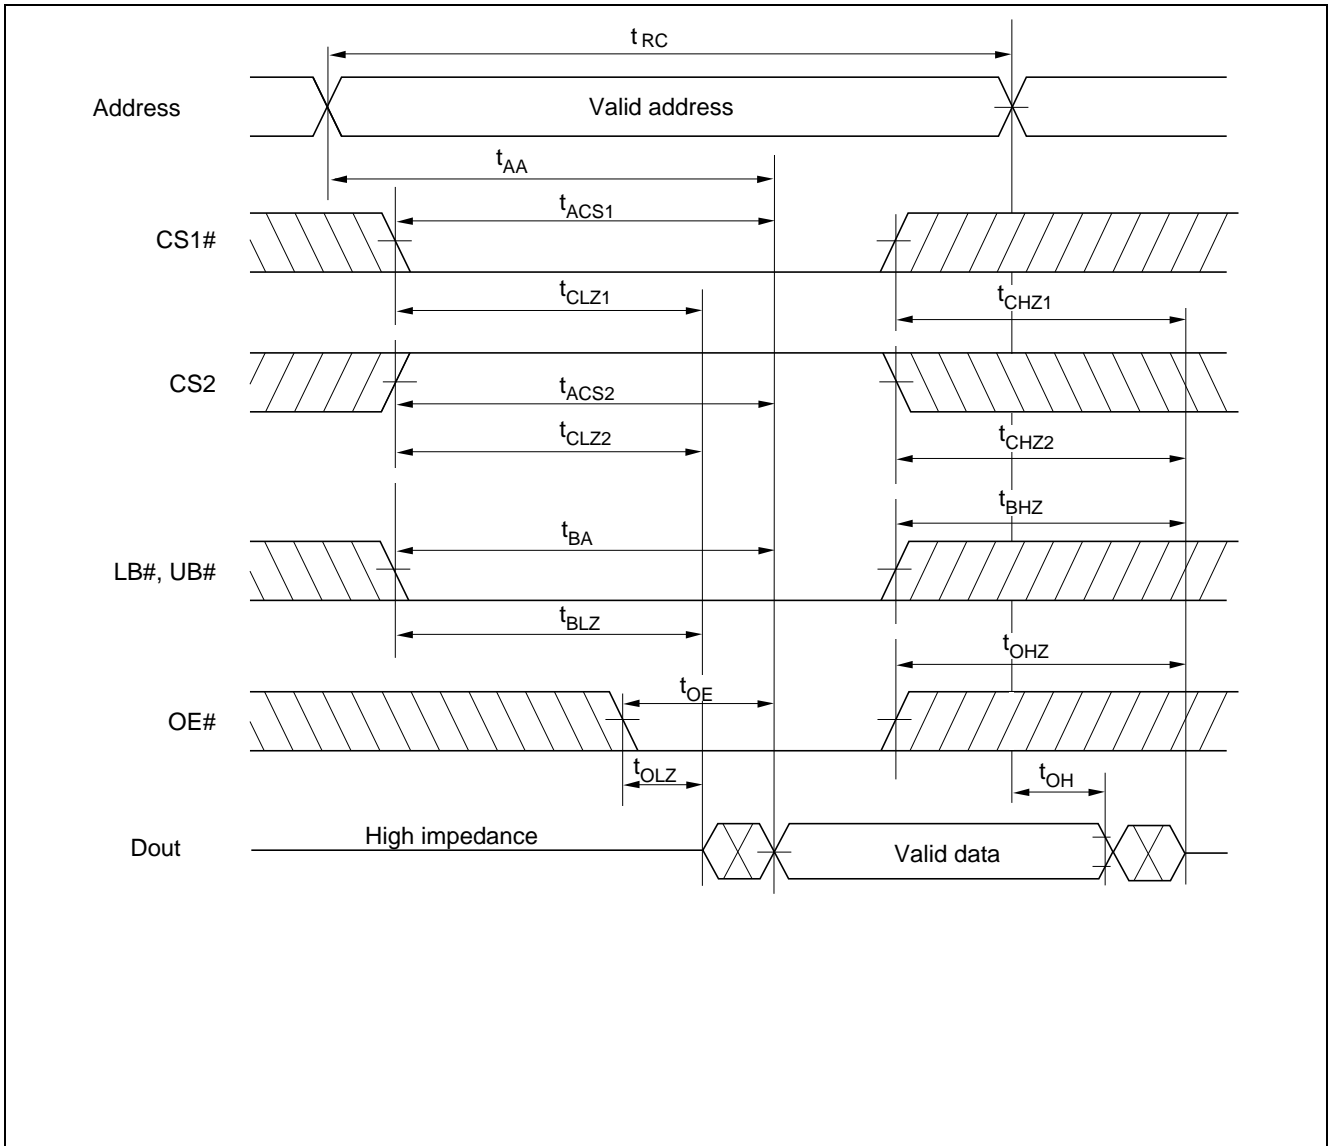 t RC
Address
Valid address
tAA
tACS1
CS1#
tCLZ1
tCHZ1
CS2
tACS2
tCLZ2
tCHZ2
tBHZ
tBA
LB#, UB#
tBLZ
tOHZ
tOE
OE#
tOLZ
tOH
Dout
High impedance
Valid data